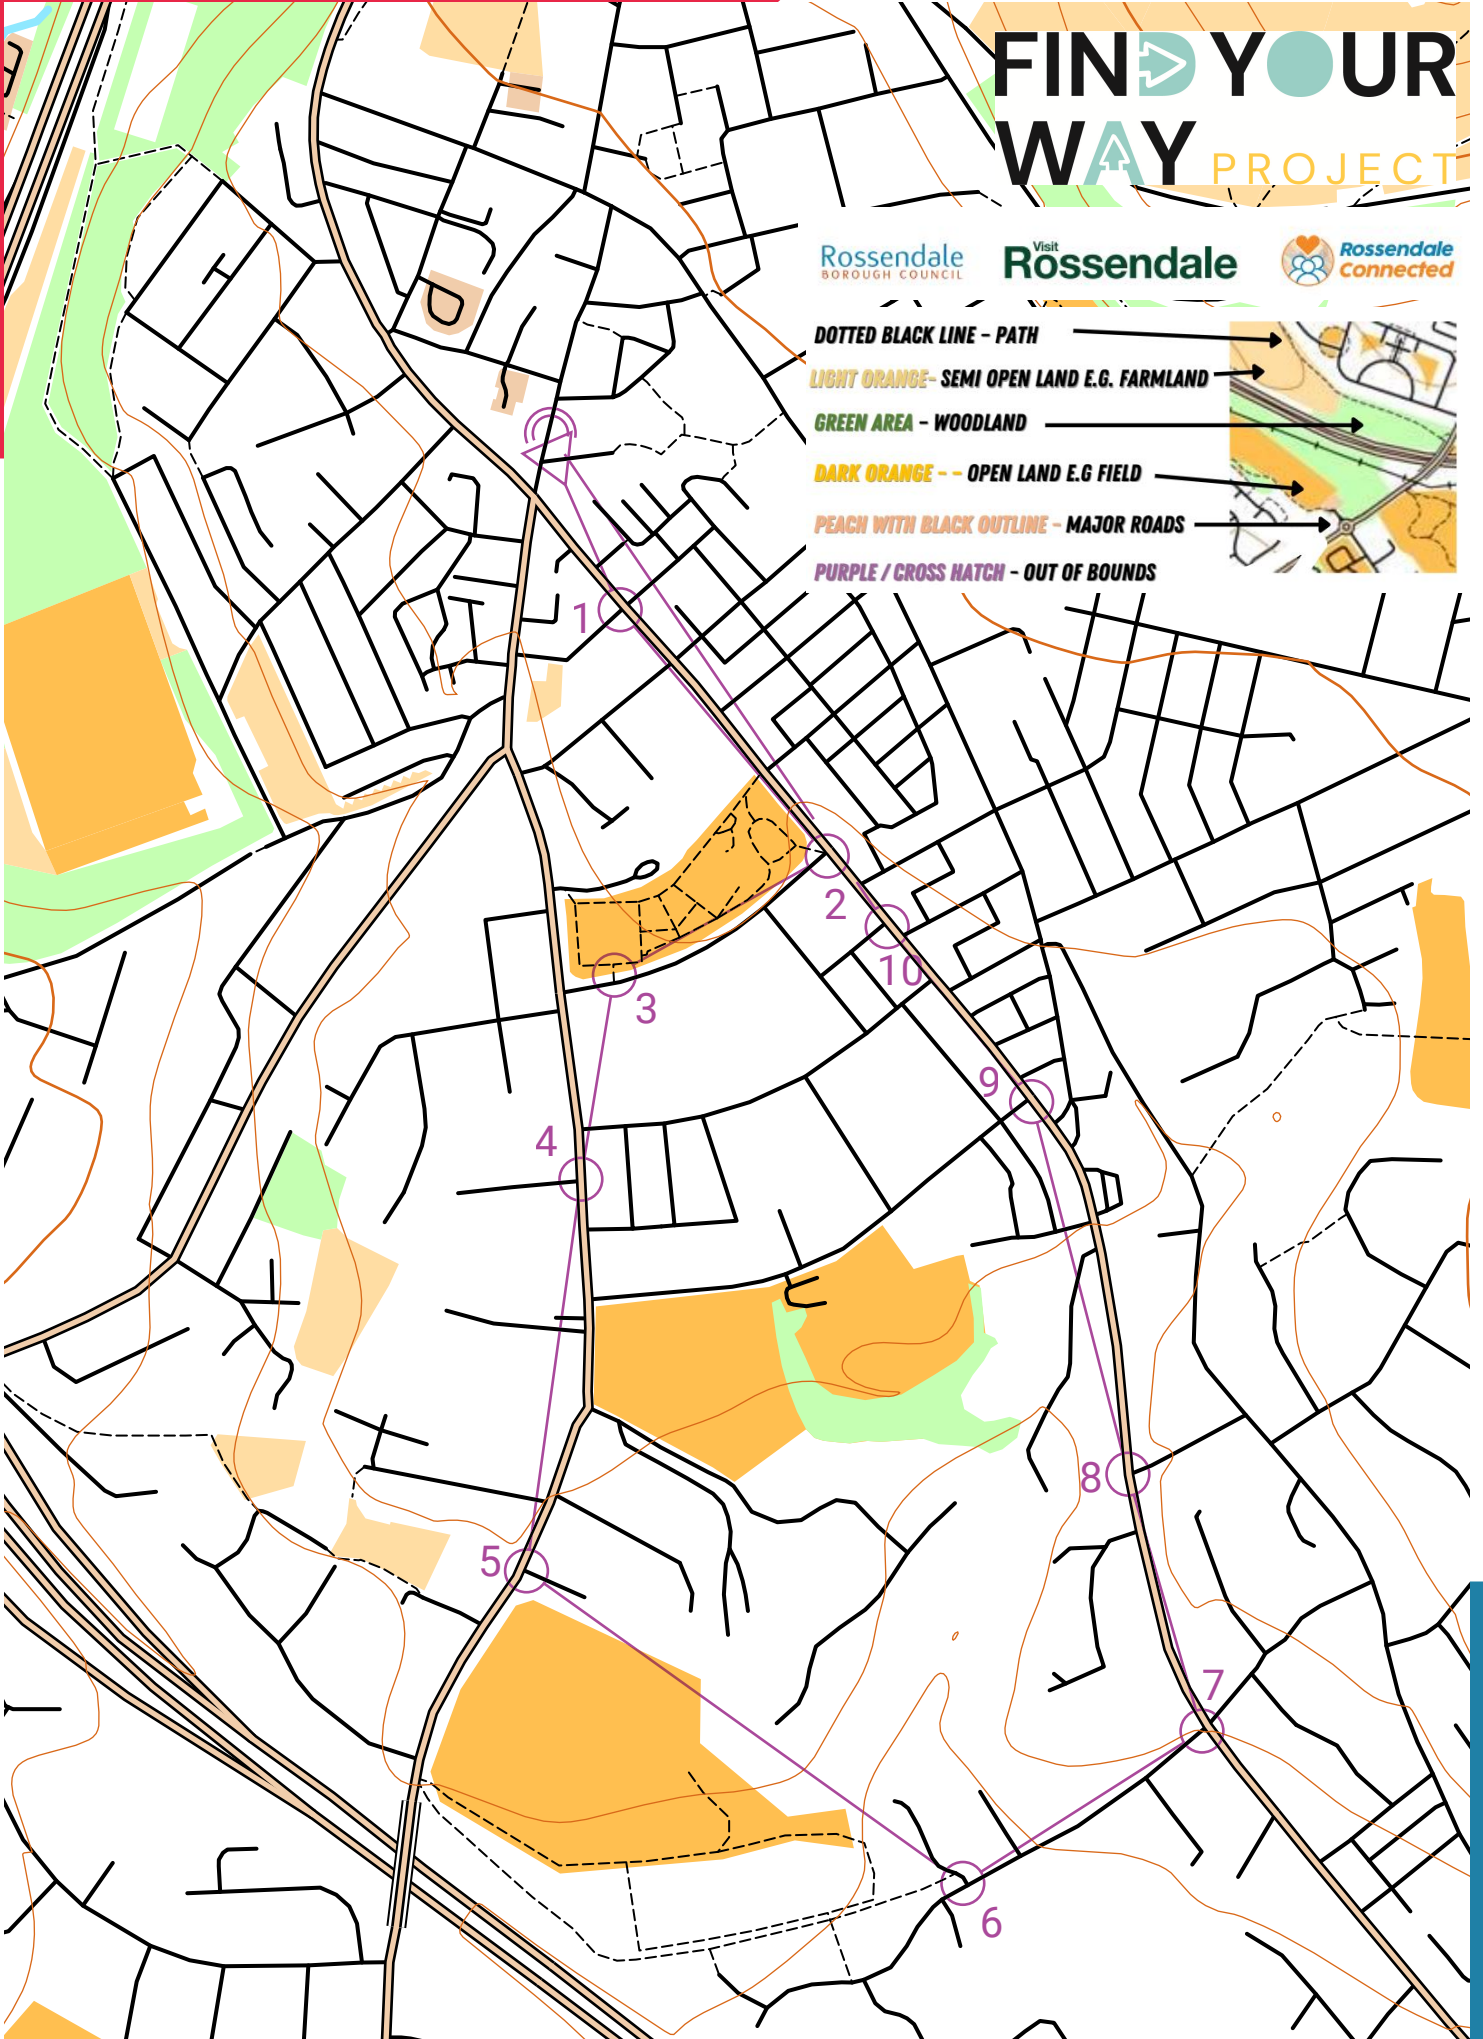 FIND YOUR
WAY PROJECT
Rossendale
BOROUGH COUNCIL
Visit
Rossendale
Rossendale
Connected
DOTTED BLACK LINE – PATH
LIGHT ORANGE- SEMI OPEN LAND E.G. FARMLAND
GREEN AREA – WOODLAND
DARK ORANGE - - OPEN LAND E.G FIELD
PEACH WITH BLACK OUTLINE - MAJOR ROADS
PURPLE / CROSS HATCH - OUT OF BOUNDS
1
2
10
3
9
4
8
5
7
6